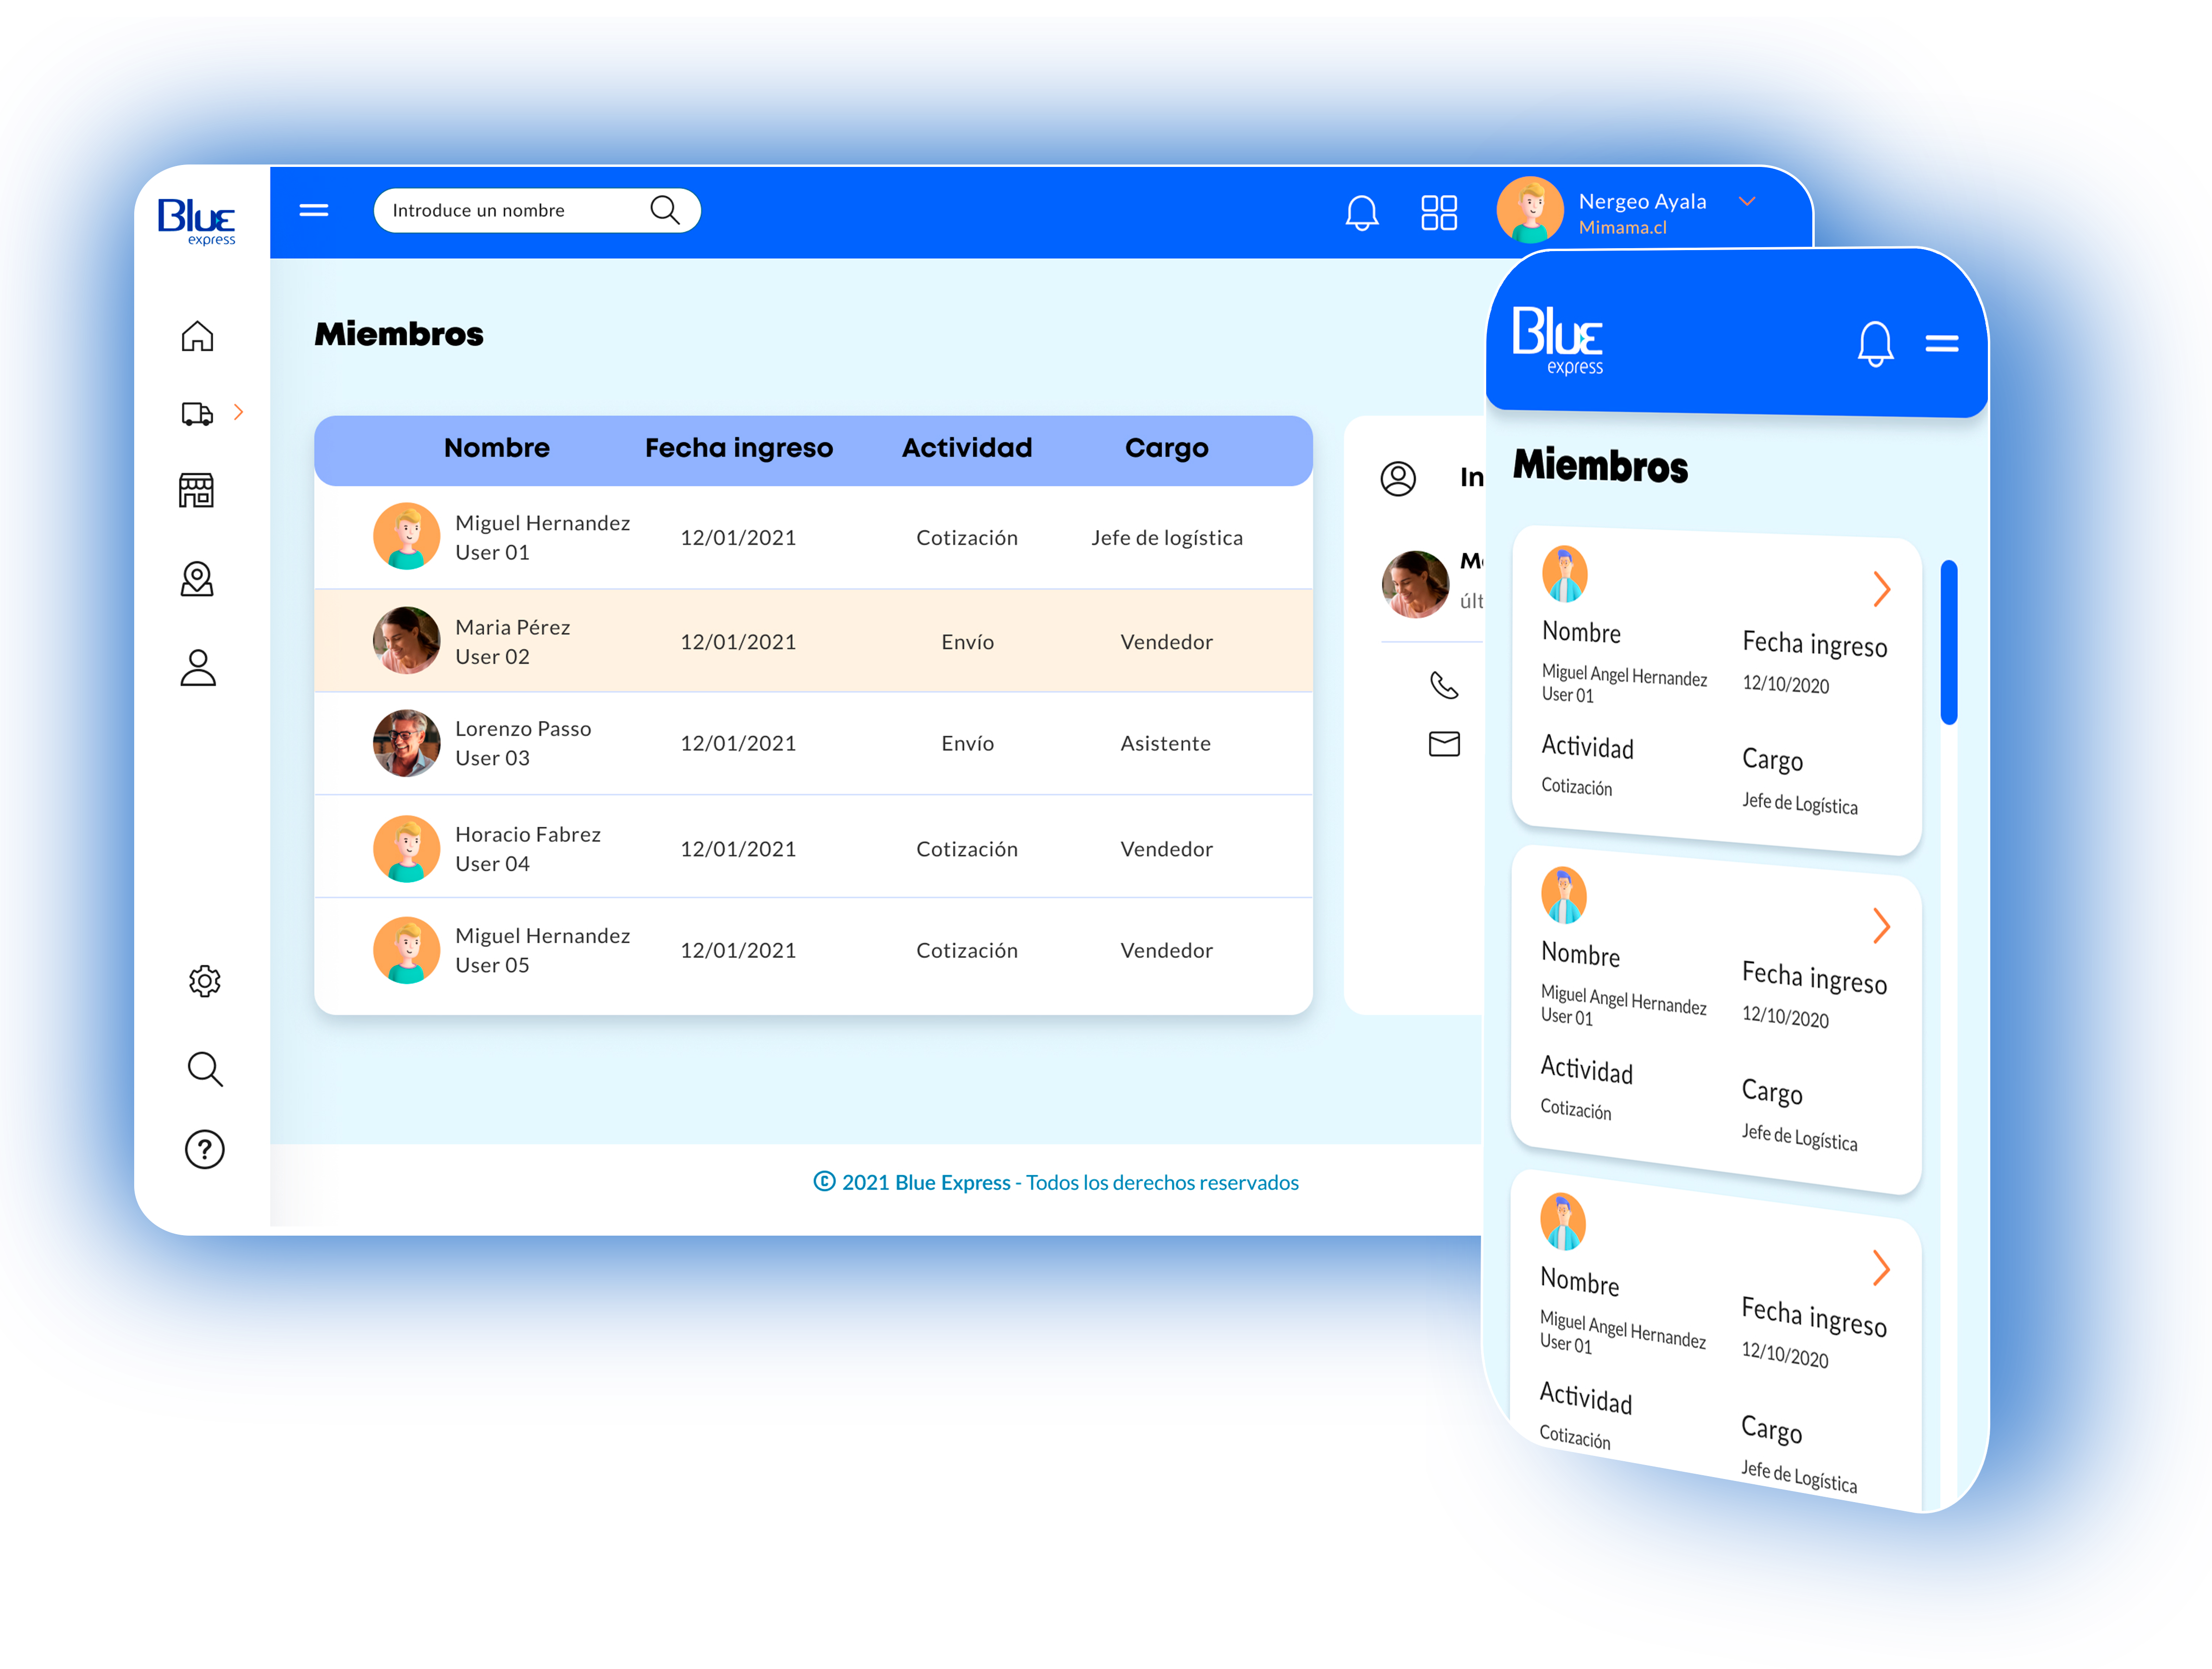 Blue
express
Introduce un nombre
Nergeo Ayala
Mimama.cl
Miembros
Nombre Fecha ingreso Actividad Cargo
Miguel Hernandez
User 01
12/01/2021 Cotización Jefe de logística
Maria Pérez
User 02
12/01/2021 Envío Vendedor
Lorenzo Passo
User 03
12/01/2021 Envío Asistente
Horacio Fabrez
User 04
12/01/2021 Cotización Vendedor
Miguel Hernandez
User 05
12/01/2021 Cotización Vendedor
In
últ
?
© 2021 Blue Express - Todos los derechos reservados
Blue
express
Miembros
Nombre Fecha ingreso
Miguel Angel Hernandez
User 01
12/10/2020
Actividad Cargo
Cotización Jefe de Logística
Nombre Fecha ingreso
Miguel Angel Hernandez
User 01
12/10/2020
Actividad Cargo
Cotización Jefe de Logística
Nombre Fecha ingreso
Miguel Angel Hernandez
User 01
12/10/2020
Actividad Cargo
Cotización Jefe de Logística